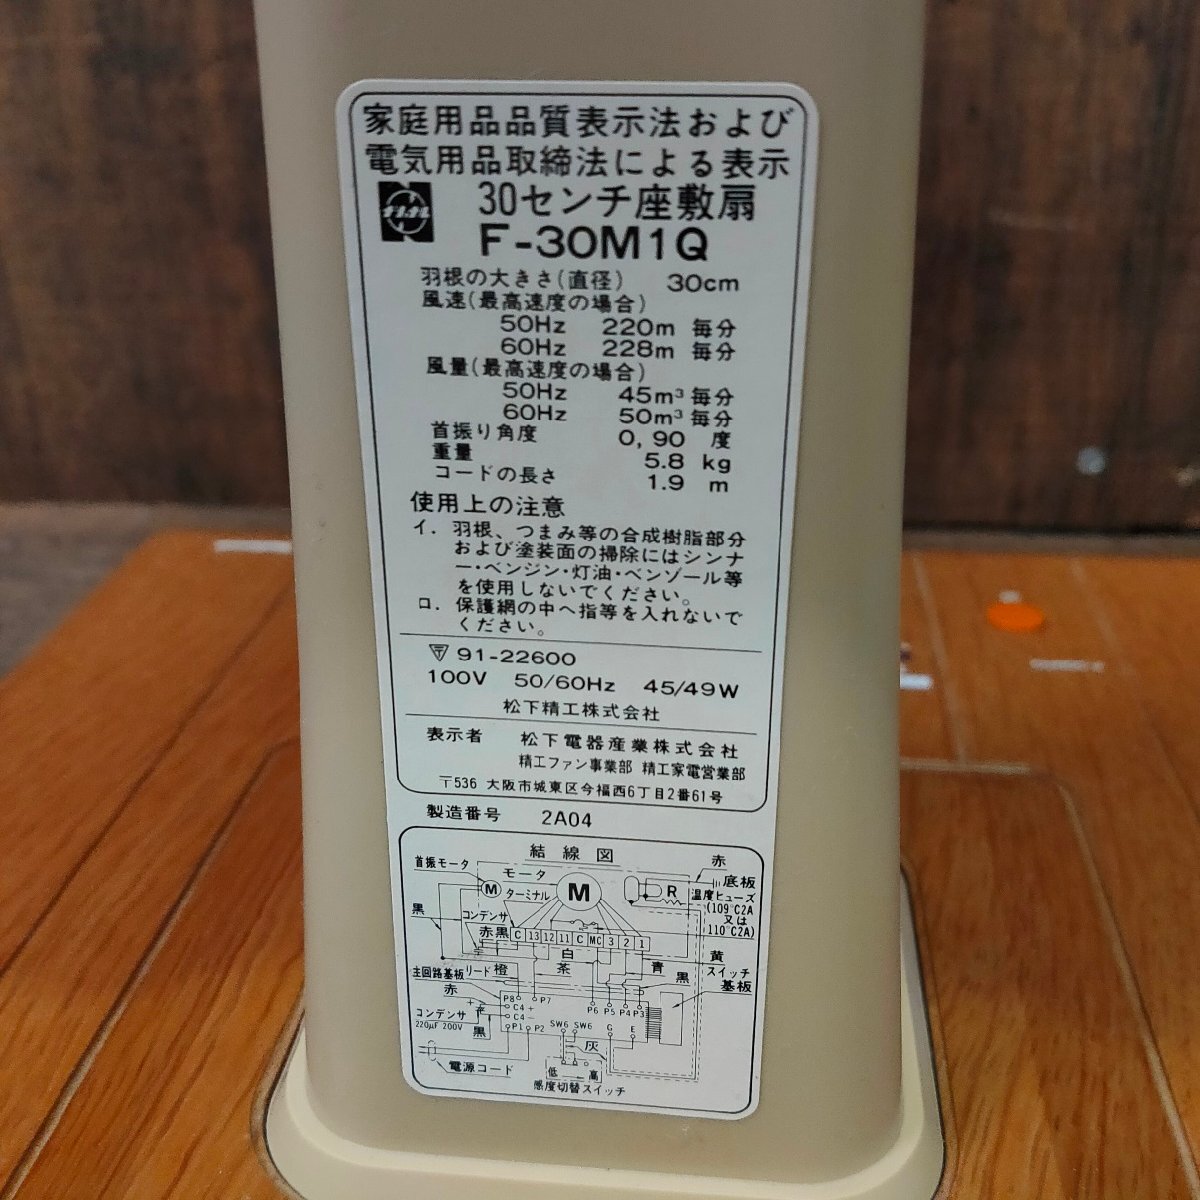 家庭用品品質表示法および
電気用品取締法による表示
ナショナル
30センチ座敷扇
F-30M1Q
羽根の大きさ(直径) 30cm
風速(最高速度の場合)
50Hz 220m 毎分
60Hz 228m 毎分
風量(最高速度の場合)
50Hz 45m³毎分
60Hz 50m³毎分
首振り角度 0,90 度
重量 5.8 kg
コードの長さ 1.9 m
使用上の注意
イ. 羽根、つまみ等の合成樹脂部分
および塗装面の掃除にはシンナ
ー・ベンジン・灯油・ベンゾール等
を使用しないでください。
ロ. 保護網の中へ指等を入れないで
ください。
91-22600
100V 50/60Hz 45/49W
松下精工株式会社
表示者 松下電器産業株式会社
精工ファン事業部 精工家電営業部
〒536 大阪市城東区今福西6丁目2番61号
製造番号 2A04
結線図
首振モータ
モータ
赤
M
M
R
底板
ターミナル
温度ヒューズ
(109℃2A
又は
110℃2A)
黒
コンデンサ
赤黒
C 13 12 11 C MC 3 2 1
白
黄
橙
茶
青
スイッチ
基板
主回路基板
リード
黒
赤
P8
P7
C4+
C4-
P6 P5 P4 P3
コンデンサ
220μF 200V
黒
P1
P2
SW6 SW6
G
E
灰
電源コード
低
高
感度切替スイッチ